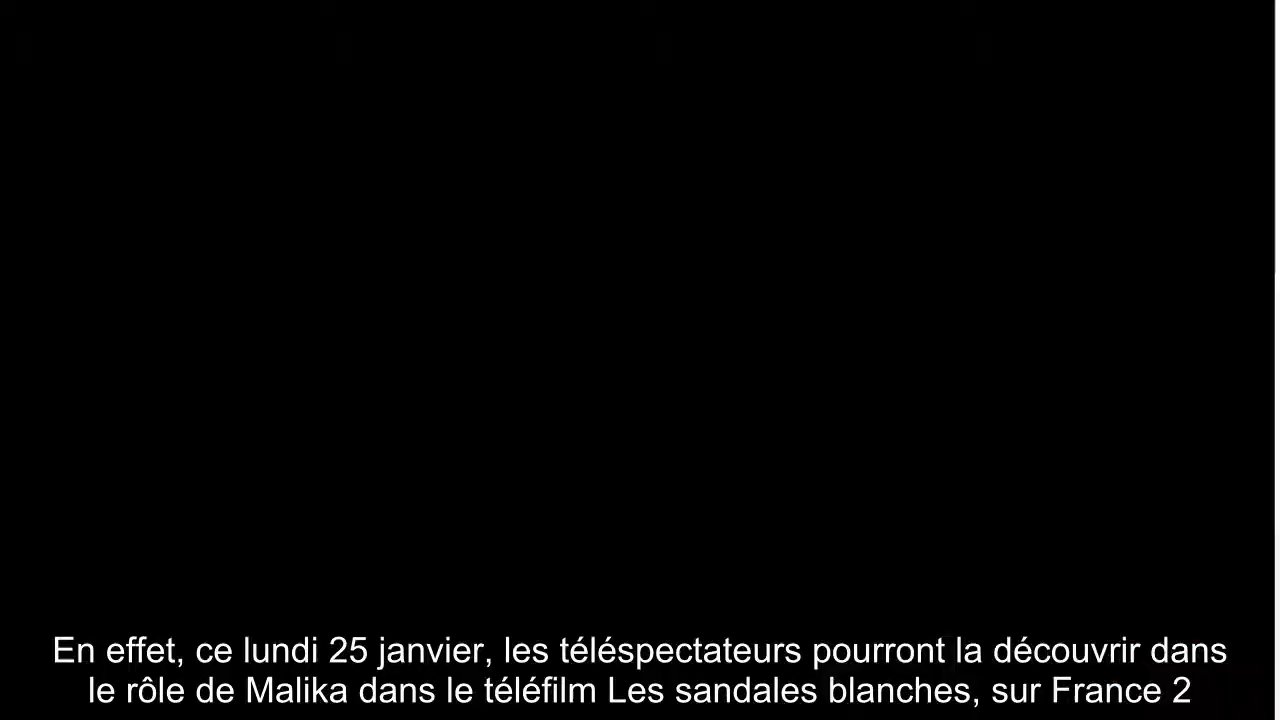 En effet, ce lundi 25 janvier, les téléspectateurs pourront la découvrir dans
le rôle de Malika dans le téléfilm Les sandales blanches, sur France 2